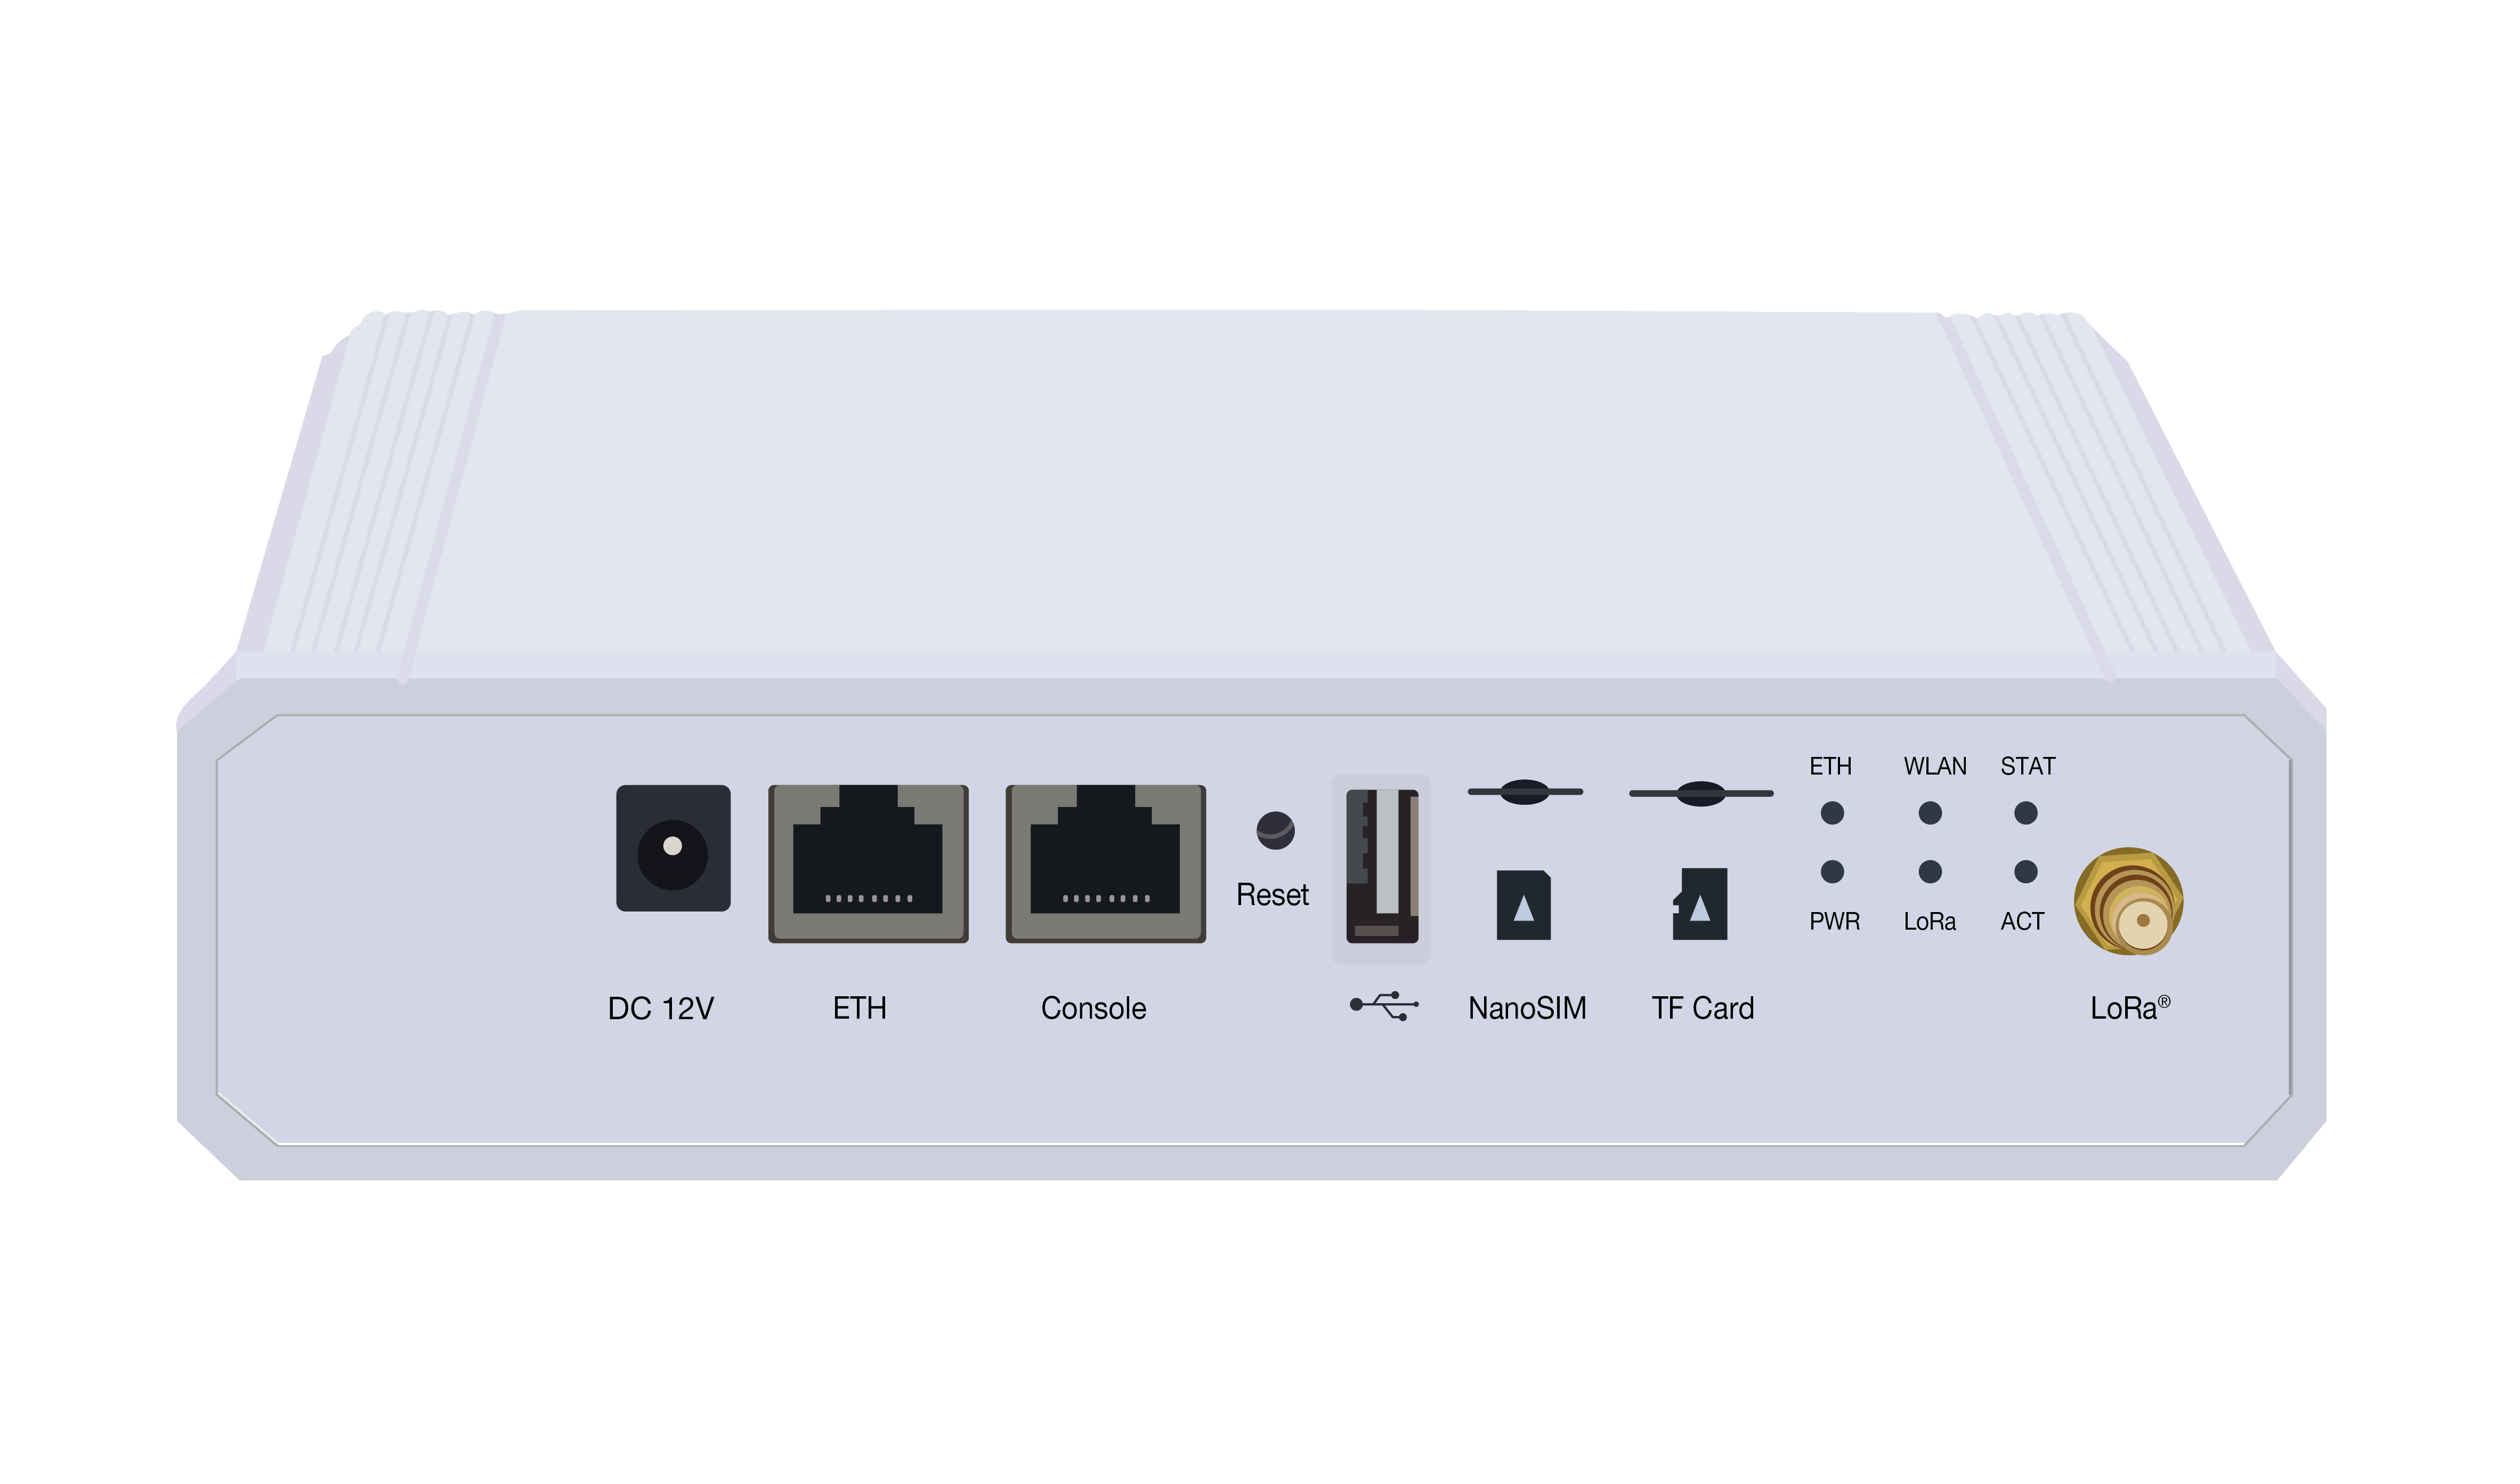 ETH WLAN STAT
Reset
PWR LoRa ACT
DC 12V ETH Console NanoSIM TF Card LoRa®